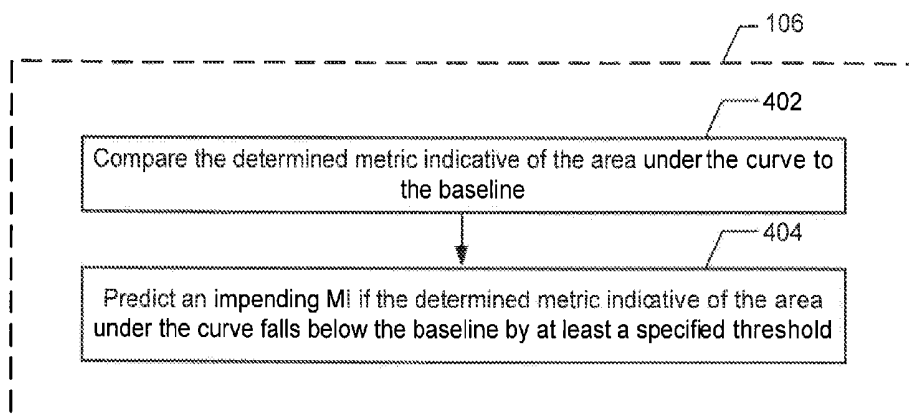 106
402
Compare the determined metric indicative of the area under the curve to
the baseline
404
Predict an impending MI if the determined metric indicative of the area
under the curve falls below the baseline by at least a specified threshold